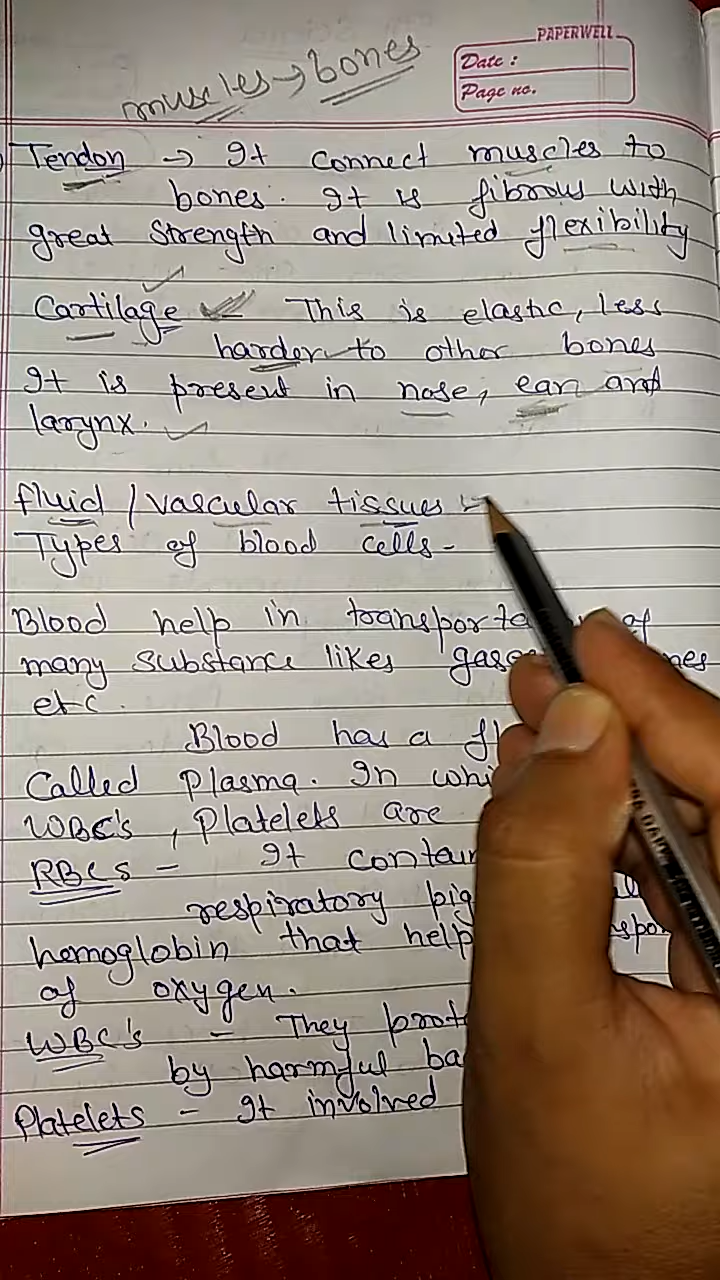 PAPERWELL
Date :
Page no.
muscles → bones
Tendon → It connect muscles to
bones. It is fibrous with
great Strength and limited flexibility
Cartilage - This is elastic, less
harder to other bones
It is present in nose, ear and
larynx.
fluid / vascular tissues
Types of blood cells -
Blood help in of
many substance likes
etc.
Blood has a
Called Plasma. In
WBC's, Platelets are
RBCs - It
respiratory
hemoglobin that help
of oxygen.
WBC's - They
by harmful
Platelets - It involved